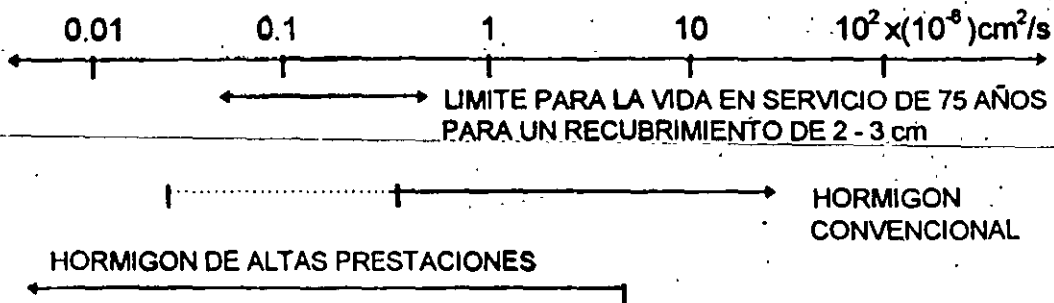 0.01 0.1 1 10 10² x(10⁻⁸)cm²/s
LIMITE PARA LA VIDA EN SERVICIO DE 75 AÑOS
PARA UN RECUBRIMIENTO DE 2 - 3 cm
HORMIGON
CONVENCIONAL
HORMIGON DE ALTAS PRESTACIONES